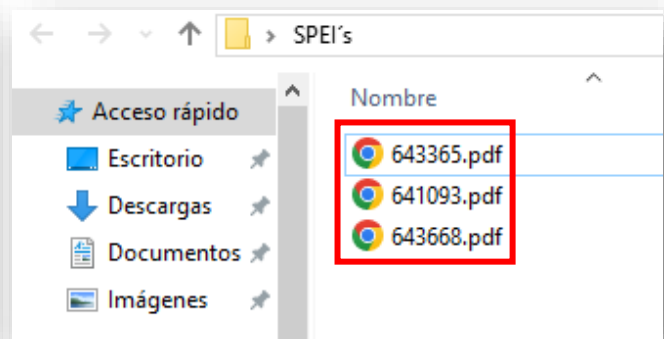 SPEI´s
Acceso rápido
Escritorio
Descargas
Documentos
Imágenes
Nombre
643365.pdf
641093.pdf
643668.pdf